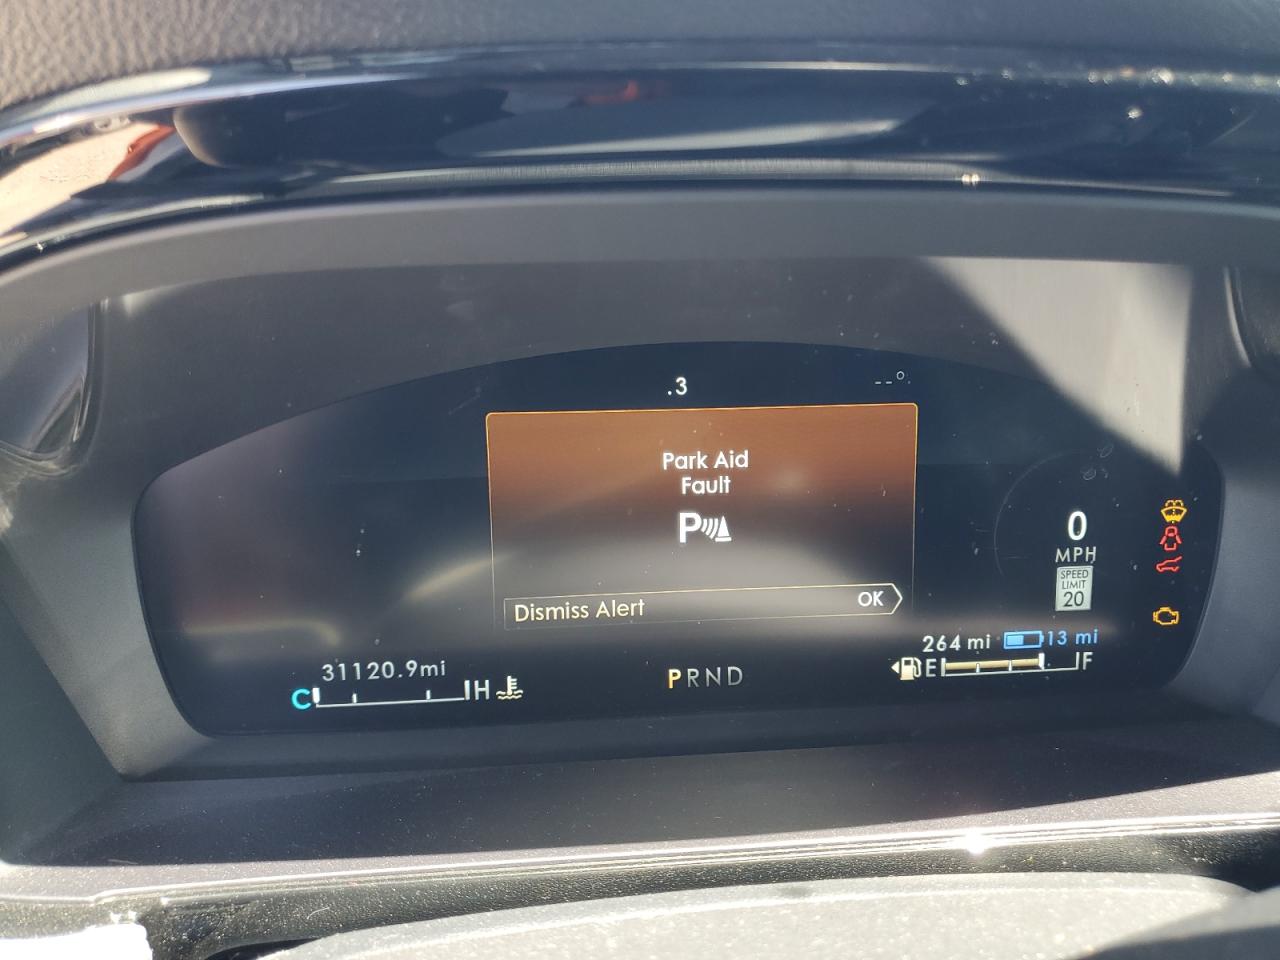 .3
--°
Park Aid
Fault
P
Dismiss Alert OK
0
MPH
SPEED
LIMIT
20
264 mi 13 mi
31120.9mi
E F
C H
PRND